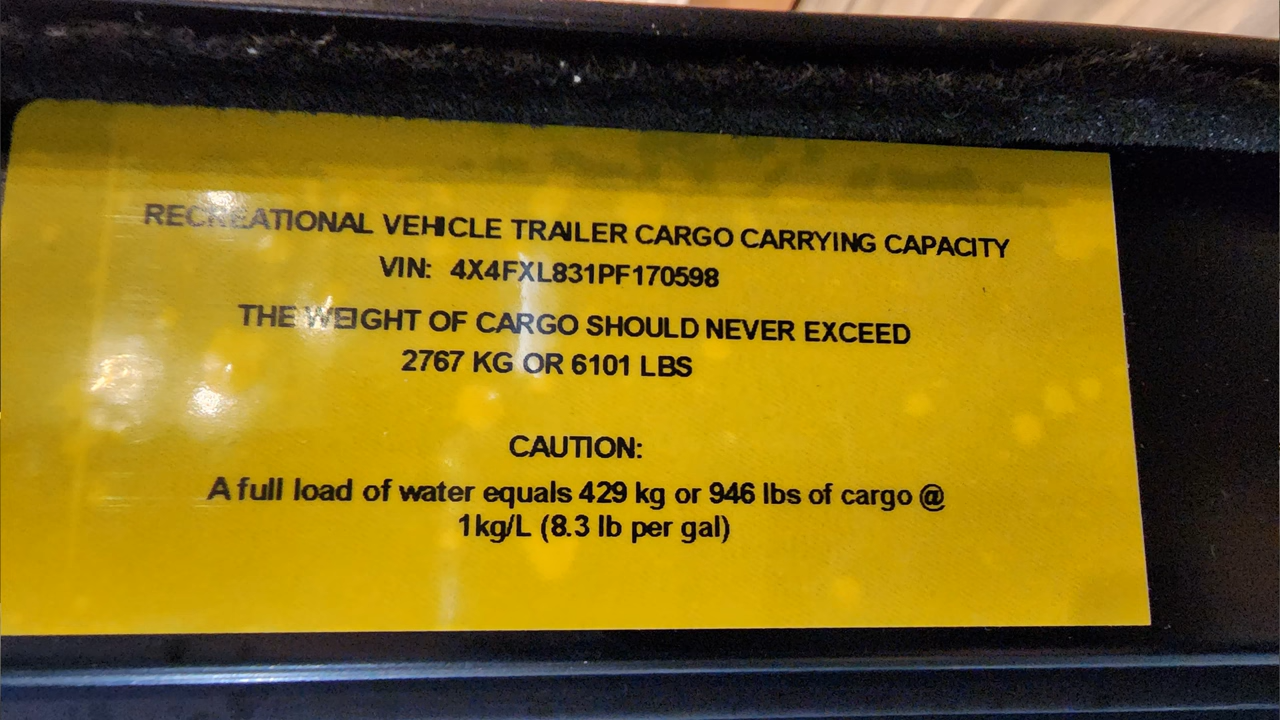 RECREATIONAL VEHICLE TRAILER CARGO CARRYING CAPACITY
VIN: 4X4FXL831PF170598
THE WEIGHT OF CARGO SHOULD NEVER EXCEED
2767 KG OR 6101 LBS
CAUTION:
A full load of water equals 429 kg or 946 lbs of cargo @
1kg/L (8.3 lb per gal)